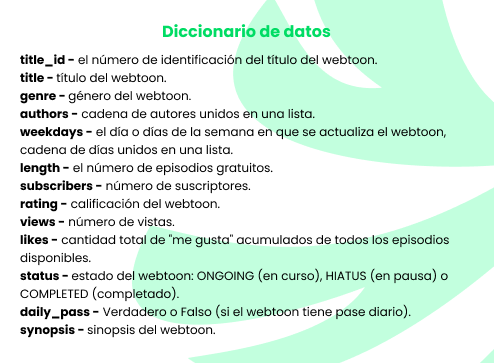 Diccionario de datos
title_id - el número de identificación del título del webtoon.
title - título del webtoon.
genre - género del webtoon.
authors - cadena de autores unidos en una lista.
weekdays - el día o días de la semana en que se actualiza el webtoon,
cadena de días unidos en una lista.
length - el número de episodios gratuitos.
subscribers - número de suscriptores.
rating - calificación del webtoon.
views - número de vistas.
likes - cantidad total de "me gusta" acumulados de todos los episodios
disponibles.
status - estado del webtoon: ONGOING (en curso), HIATUS (en pausa) o
COMPLETED (completado).
daily_pass - Verdadero o Falso (si el webtoon tiene pase diario).
synopsis - sinopsis del webtoon.